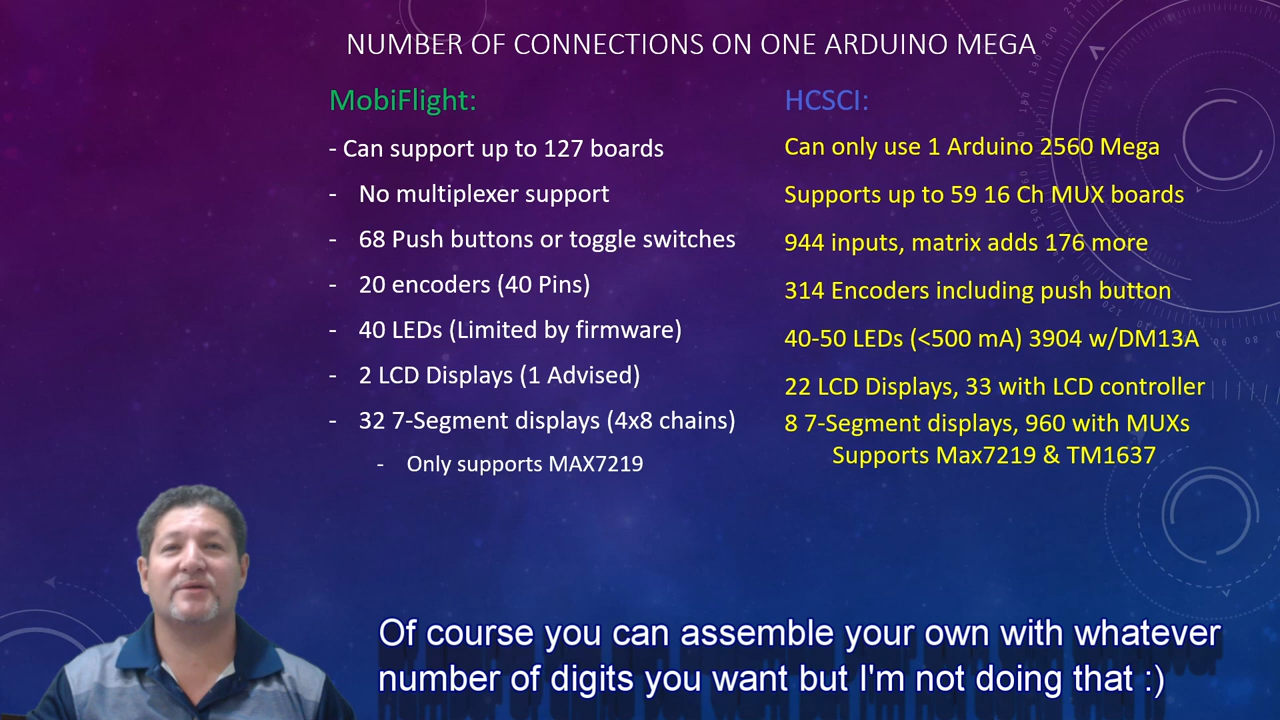 NUMBER OF CONNECTIONS ON ONE ARDUINO MEGA
MobiFlight:
- Can support up to 127 boards
- No multiplexer support
- 68 Push buttons or toggle switches
- 20 encoders (40 Pins)
- 40 LEDs (Limited by firmware)
- 2 LCD Displays (1 Advised)
- 32 7-Segment displays (4x8 chains)
- Only supports MAX7219
HCSCI:
Can only use 1 Arduino 2560 Mega
Supports up to 59 16 Ch MUX boards
944 inputs, matrix adds 176 more
314 Encoders including push button
40-50 LEDs (<500 mA) 3904 w/DM13A
22 LCD Displays, 33 with LCD controller
8 7-Segment displays, 960 with MUXs
Supports Max7219 & TM1637
Of course you can assemble your own with whatever
number of digits you want but I'm not doing that :)